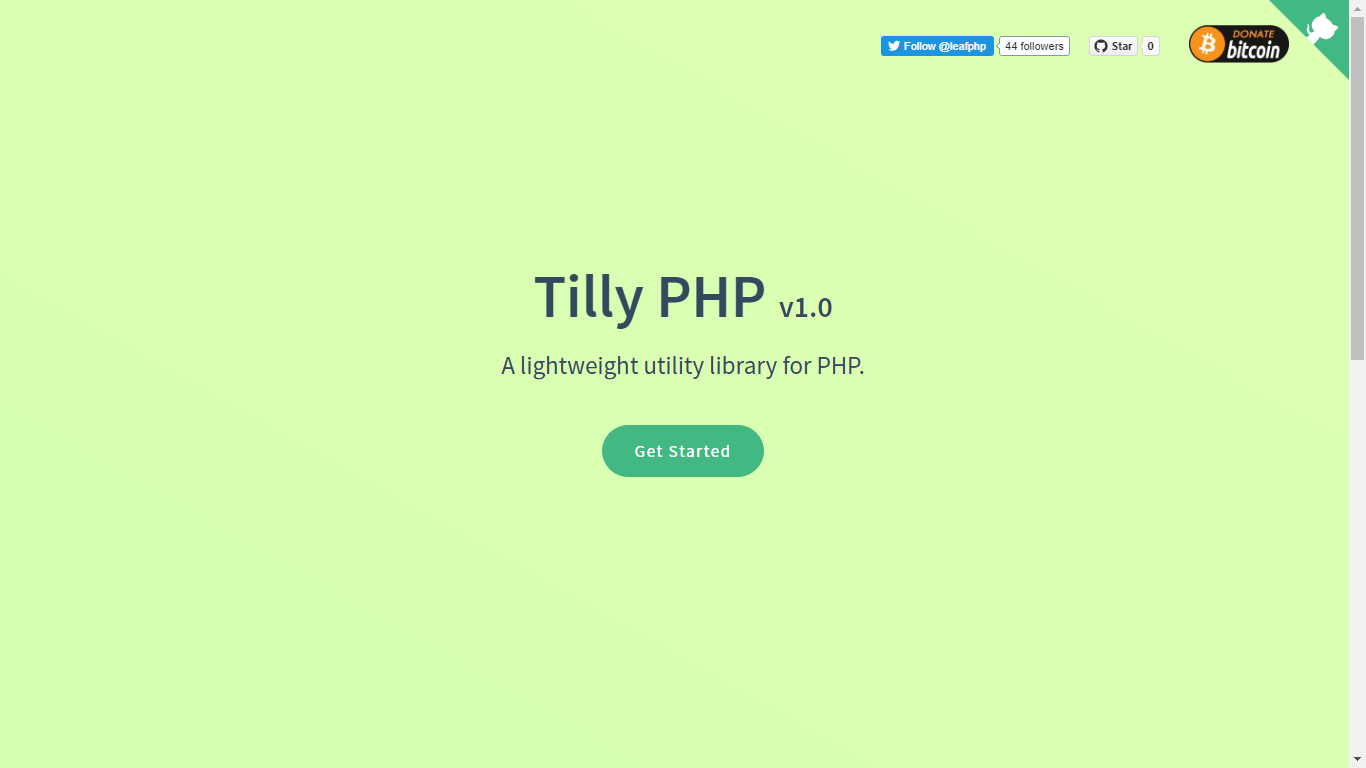 Follow @leafphp 44 followers Star 0 DONATE bitcoin
Tilly PHP v1.0
A lightweight utility library for PHP.
Get Started